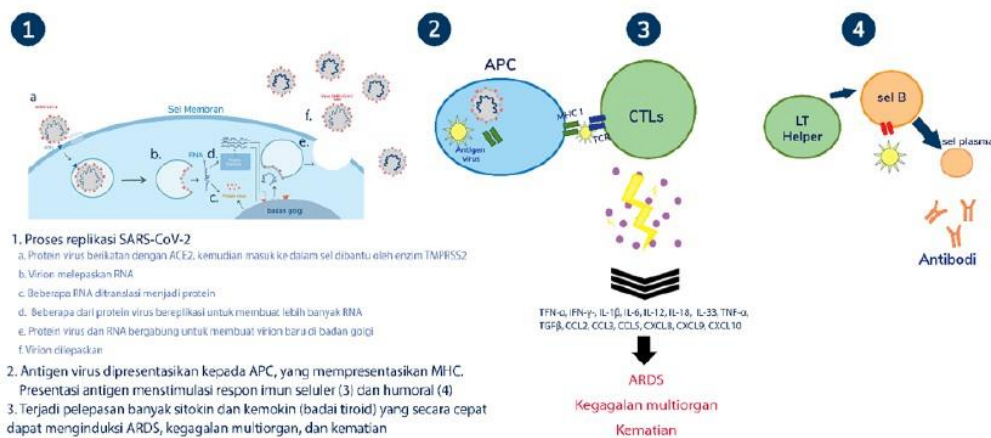 1
2
3
4
Sel Membran
a
b.
RNA
d.
c.
e.
f.
badan golgi
APC
Antigen
virus
MHC 1
TCR
CTLs
LT
Helper
sel B
sel plasma
Antibodi
TFN-α, IFN-γ-, IL-1β, IL-6, IL-12, IL-18, IL-33, TNF-α,
TGFβ, CCL2, CCL3, CCL5, CXCL8, CXCL9, CXCL10
ARDS
Kegagalan multiorgan
Kematian
1. Proses replikasi SARS-CoV-2
a. Protein virus berikatan dengan ACE2, kemudian masuk ke dalam sel dibantu oleh enzim TMPRSS2
b. Virion melepaskan RNA
c. Beberapa RNA ditranslasi menjadi protein
d. Beberapa dari protein virus bereplikasi untuk membuat lebih banyak RNA
e. Protein virus dan RNA bergabung untuk membuat virion baru di badan golgi
f. Virion dilepaskan
2. Antigen virus dipresentasikan kepada APC, yang mempresentasikan MHC.
Presentasi antigen menstimulasi respon imun seluler (3) dan humoral (4)
3. Terjadi pelepasan banyak sitokin dan kemokin (badai tiroid) yang secara cepat
dapat menginduksi ARDS, kegagalan multiorgan, dan kematian